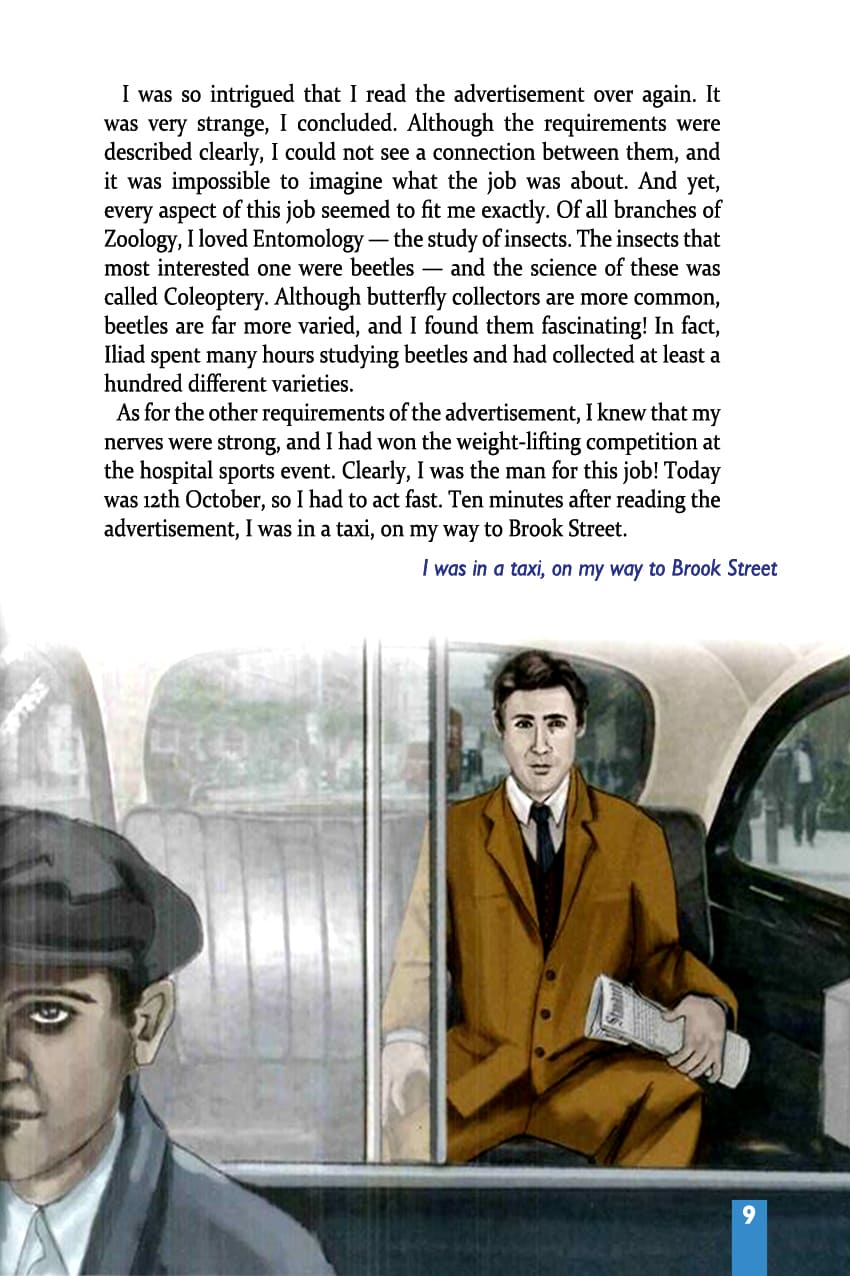 I was so intrigued that I read the advertisement over again. It
was very strange, I concluded. Although the requirements were
described clearly, I could not see a connection between them, and
it was impossible to imagine what the job was about. And yet,
every aspect of this job seemed to fit me exactly. Of all branches of
Zoology, I loved Entomology — the study of insects. The insects that
most interested one were beetles — and the science of these was
called Coleoptery. Although butterfly collectors are more common,
beetles are far more varied, and I found them fascinating! In fact,
Iliad spent many hours studying beetles and had collected at least a
hundred different varieties.
As for the other requirements of the advertisement, I knew that my
nerves were strong, and I had won the weight-lifting competition at
the hospital sports event. Clearly, I was the man for this job! Today
was 12th October, so I had to act fast. Ten minutes after reading the
advertisement, I was in a taxi, on my way to Brook Street.
I was in a taxi, on my way to Brook Street
9